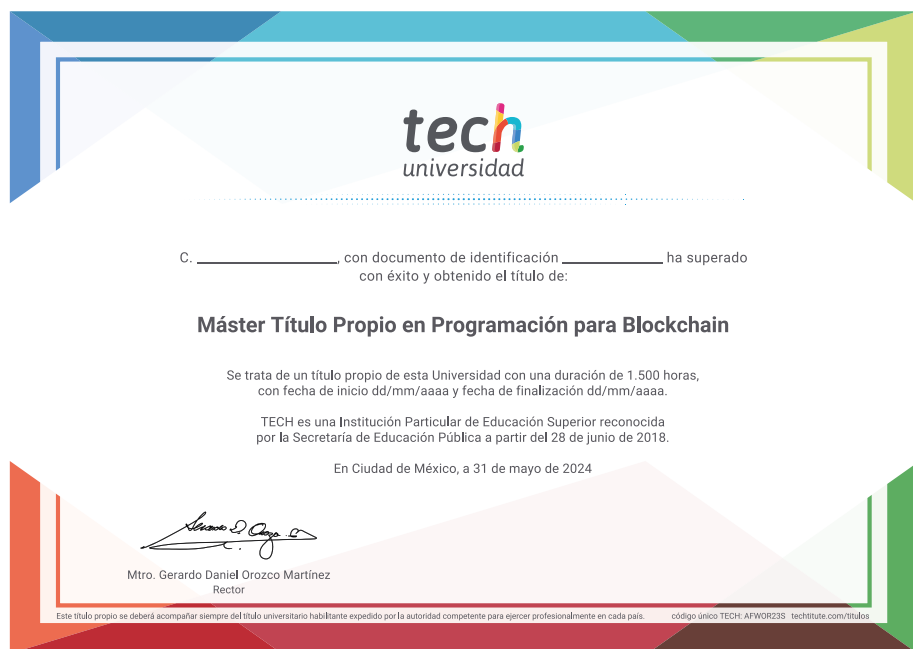 tech
universidad
C. ____________________, con documento de identificación ______________ ha superado
con éxito y obtenido el título de:
Máster Título Propio en Programación para Blockchain
Se trata de un título propio de esta Universidad con una duración de 1.500 horas,
con fecha de inicio dd/mm/aaaa y fecha de finalización dd/mm/aaaa.
TECH es una Institución Particular de Educación Superior reconocida
por la Secretaría de Educación Pública a partir del 28 de junio de 2018.
En Ciudad de México, a 31 de mayo de 2024
Mtro. Gerardo Daniel Orozco Martínez
Rector
Este título propio se deberá acompañar siempre del título universitario habilitante expedido por la autoridad competente para ejercer profesionalmente en cada país. código único TECH: AFWOR23S techtitute.com/titulos